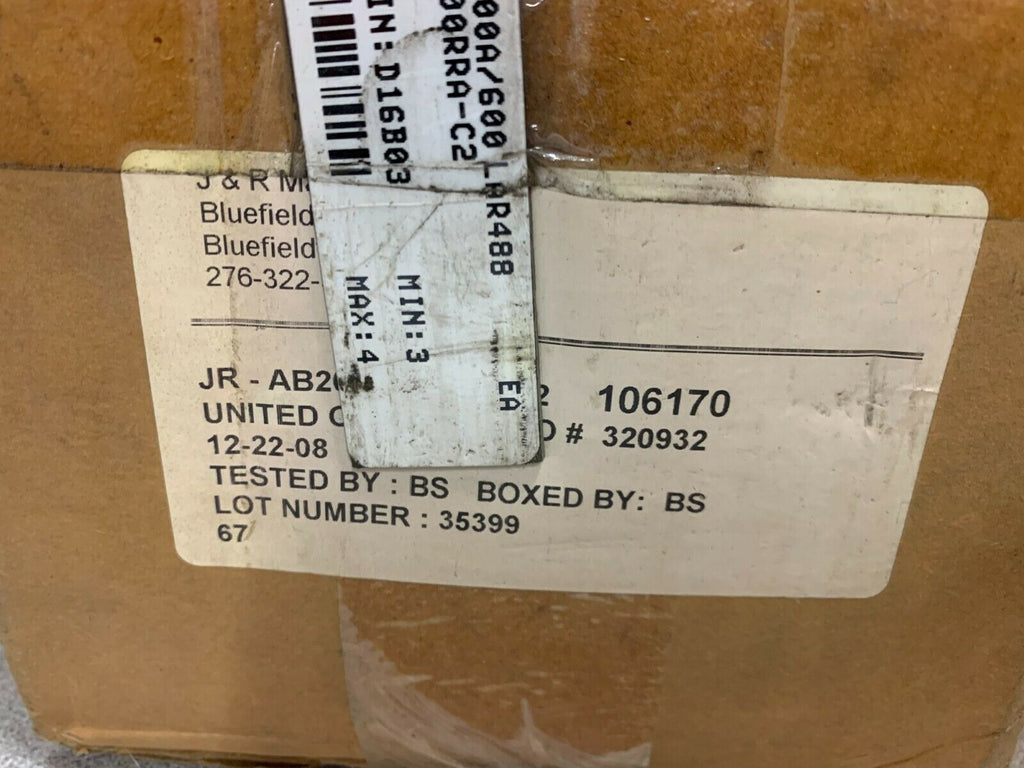 00A/600 LAR488 EA
00RRA-C2
IN:D16B03 MIN:3
MAX:4
J & R
Bluefield
Bluefield
276-322-
JR - AB2 2 106170
UNITED
12-22-08 # 320932
TESTED BY : BS BOXED BY: BS
LOT NUMBER : 35399
67